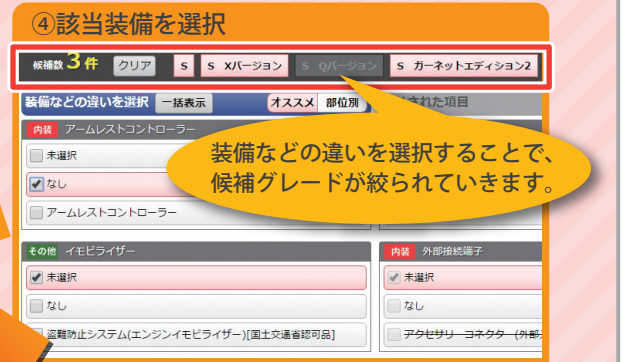 ④該当装備を選択
候補数 3 件 クリア S S Xバージョン S Qバージョン S ガーネットエディション2
装備などの違いを選択 一括表示 オススメ 部位別 された項目
内装 アームレストコントローラー
未選択
なし
アームレストコントローラー
装備などの違いを選択することで、
候補グレードが絞られていきます。
その他 イモビライザー
未選択
なし
盗難防止システム(エンジンイモビライザー)[国土交通省認可品]
内装 外部接続端子
未選択
なし
アクセサリーコネクター (外部